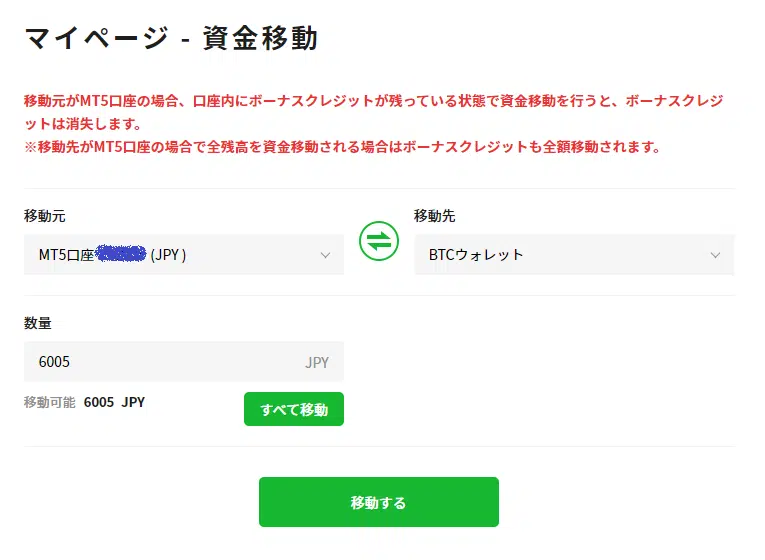 マイページ - 資金移動
移動元がMT5口座の場合、口座内にボーナスクレジットが残っている状態で資金移動を行うと、ボーナスクレジ
ットは消失します。
※移動先がMT5口座の場合で全残高を資金移動される場合はボーナスクレジットも全額移動されます。
移動元
移動先
MT5口座 (JPY )
BTCウォレット
数量
6005 JPY
移動可能 6005 JPY
すべて移動
移動する